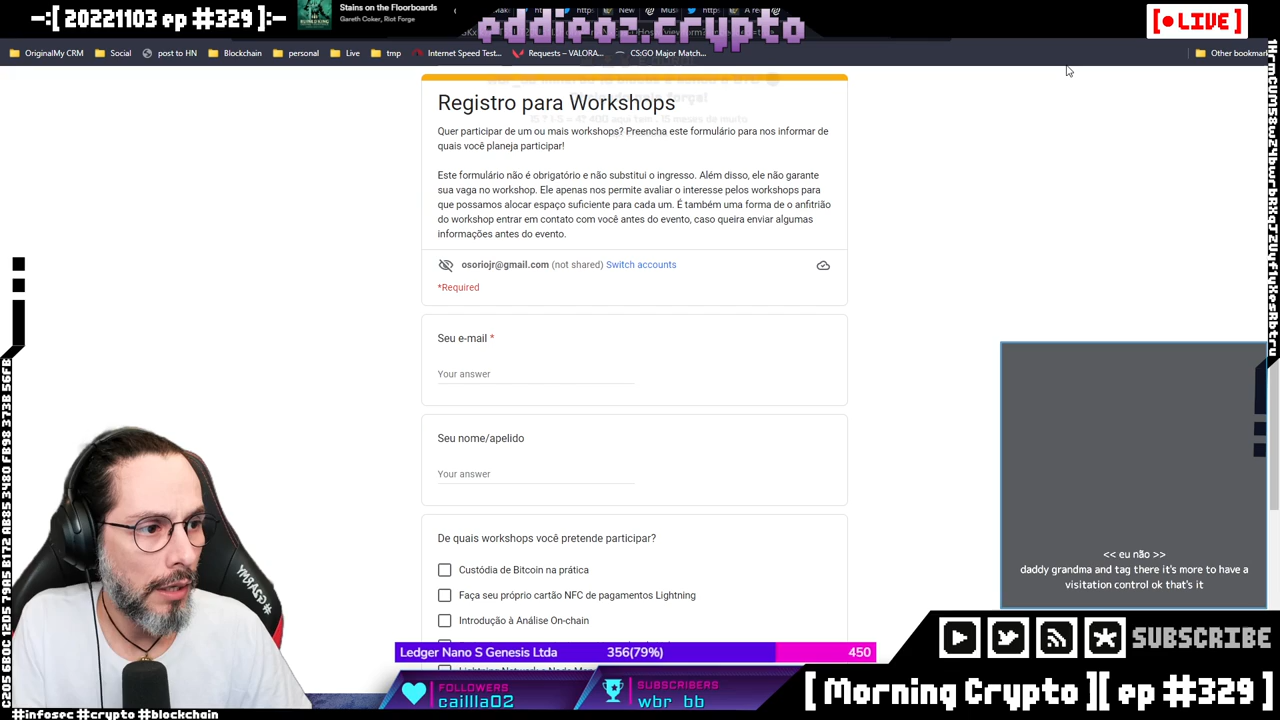 -:[ 20221103 ep #329 ]:-
Stains on the Floorboards
Gareth Coker, Riot Forge
eddieoz.crypto
[ ● LIVE ]
OriginalMy CRM
Social
post to HN
Blockchain
personal
Live
tmp
Internet Speed Test...
Requests – VALORA...
CS:GO Major Match...
Other bookmar
Registro para Workshops
Quer participar de um ou mais workshops? Preencha este formulário para nos informar de
quais você planeja participar!
Este formulário não é obrigatório e não substitui o ingresso. Além disso, ele não garante
sua vaga no workshop. Ele apenas nos permite avaliar o interesse pelos workshops para
que possamos alocar espaço suficiente para cada um. É também uma forma de o anfitrião
do workshop entrar em contato com você antes do evento, caso queira enviar algumas
informações antes do evento.
osoriojr@gmail.com (not shared) Switch accounts
*Required
Seu e-mail *
Your answer
Seu nome/apelido
Your answer
De quais workshops você pretende participar?
Custódia de Bitcoin na prática
Faça seu próprio cartão NFC de pagamentos Lightning
Introdução à Análise On-chain
<< eu não >>
daddy grandma and tag there it's more to have a
visitation control ok that's it
Ledger Nano S Genesis Ltda
356(79%)
450
FOLLOWERS
caillla02
SUBSCRIBERS
wbr_bb
SUBSCRIBE
[ Morning Crypto ][ ep #329 ]
#infosec #crypto #blockchain